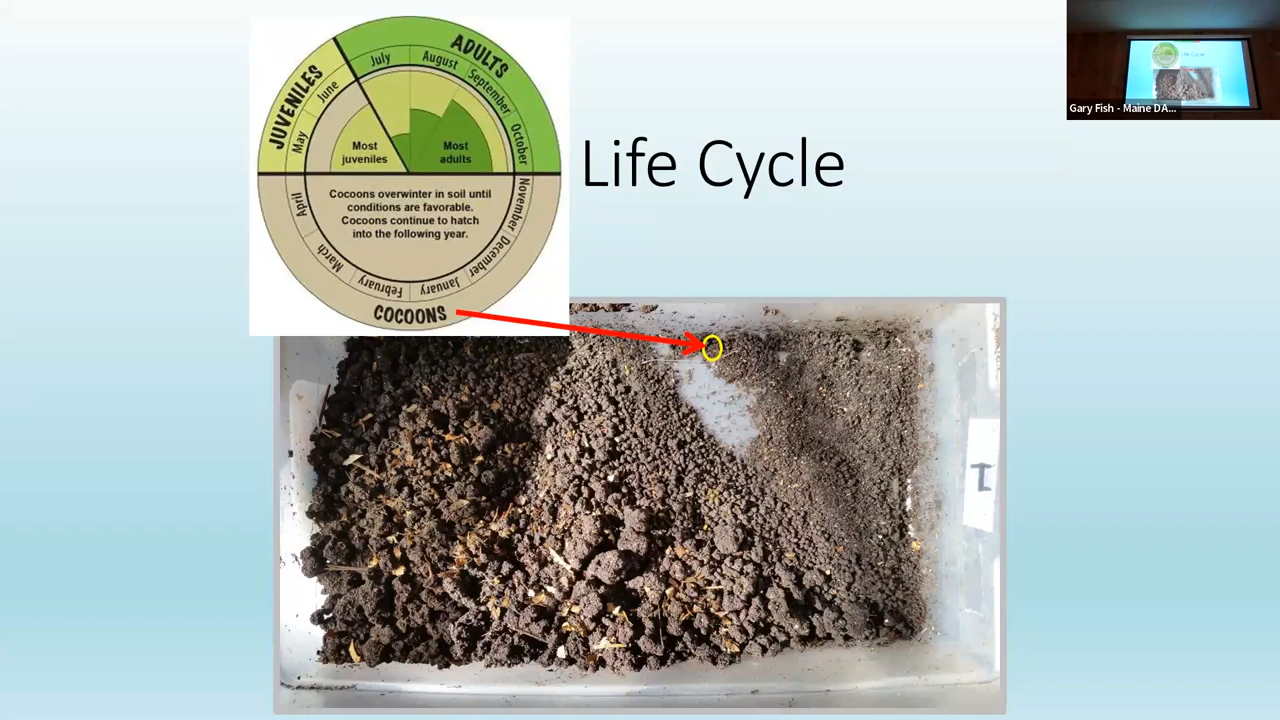 ADULTS
JUVENILES
July
August
September
October
November
December
January
February
March
April
May
June
Most
juveniles
Most
adults
Cocoons overwinter in soil until
conditions are favorable.
Cocoons continue to hatch
into the following year.
COCOONS
Life Cycle
I
Life Cycle
Gary Fish - Maine DA...